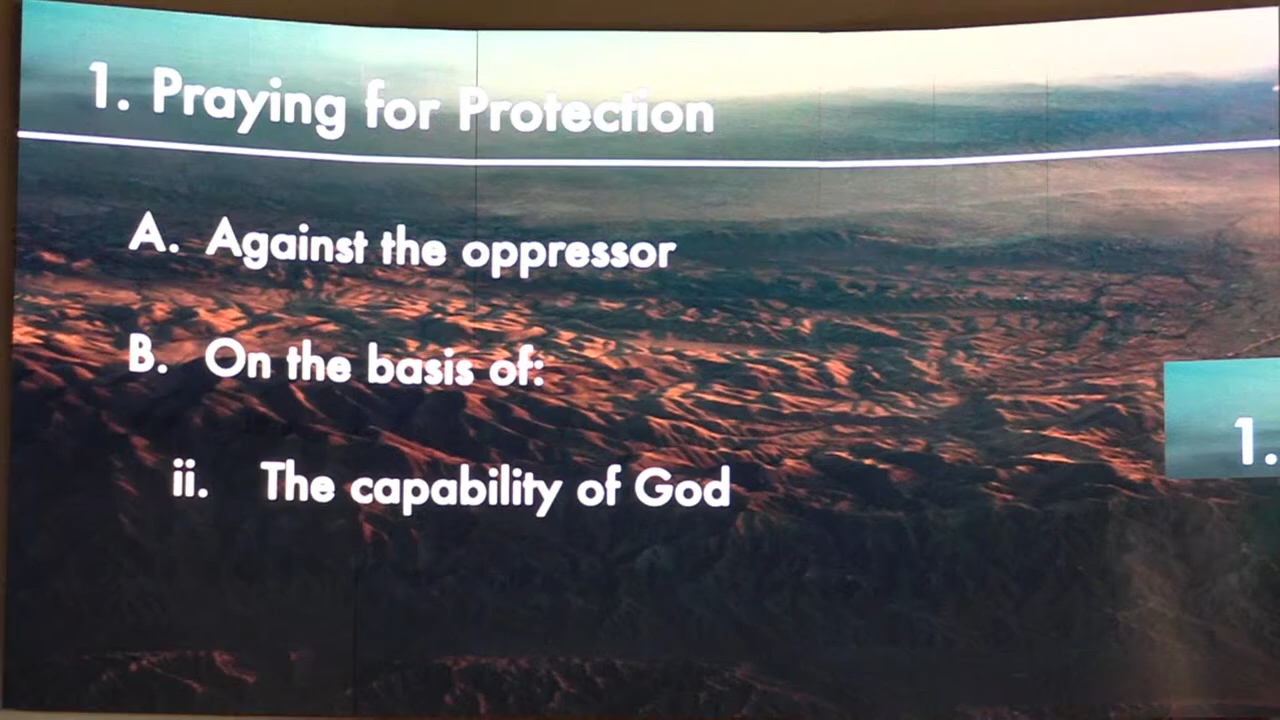 1. Praying for Protection
A. Against the oppressor
B. On the basis of:
ii. The capability of God
1.